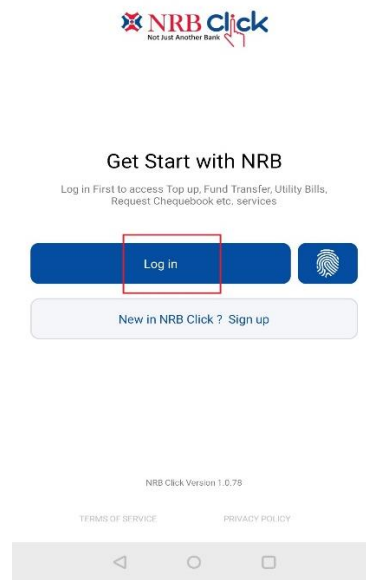 NRB Click
Not Just Another Bank
Get Start with NRB
Log in First to access Top up, Fund Transfer, Utility Bills,
Request Chequebook etc. services
Log in
New in NRB Click ? Sign up
NRB Click Version 1.0.78
TERMS OF SERVICE PRIVACY POLICY